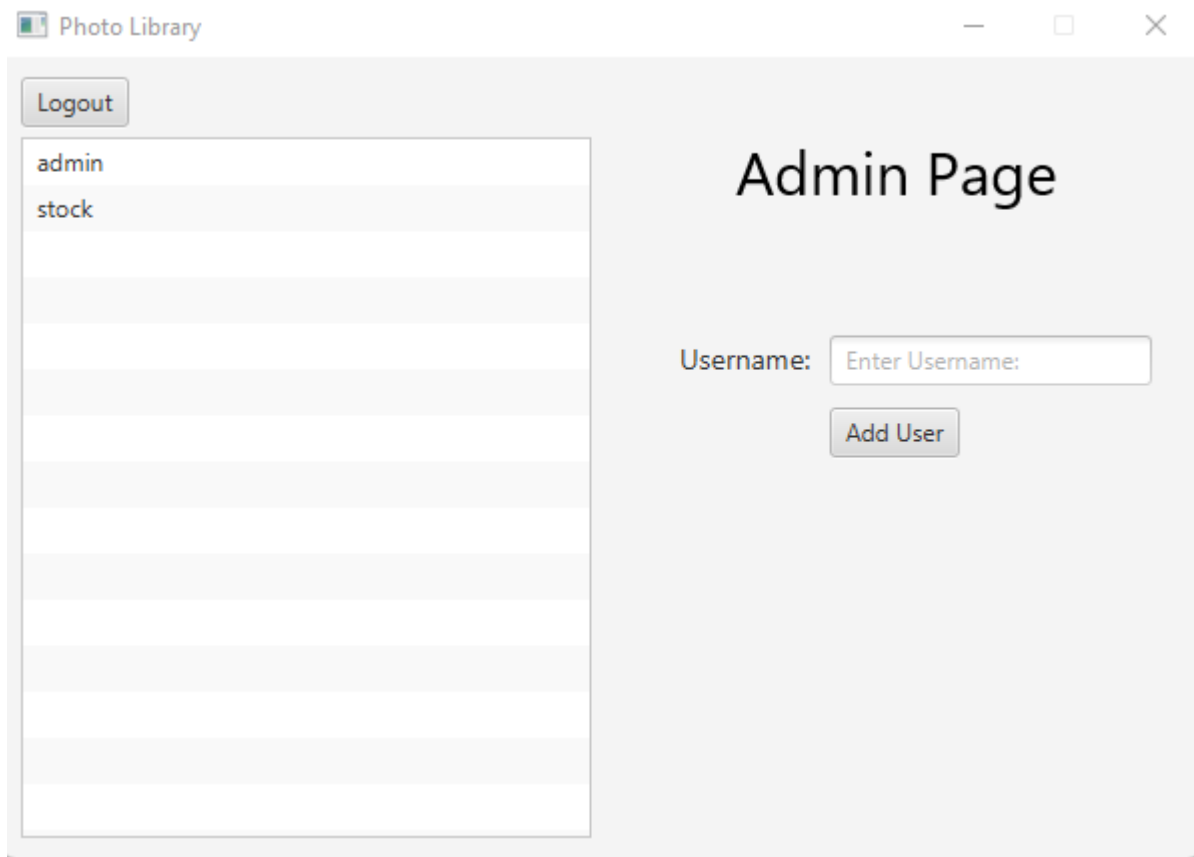 Photo Library
Logout
admin
stock
Admin Page
Username: Enter Username:
Add User